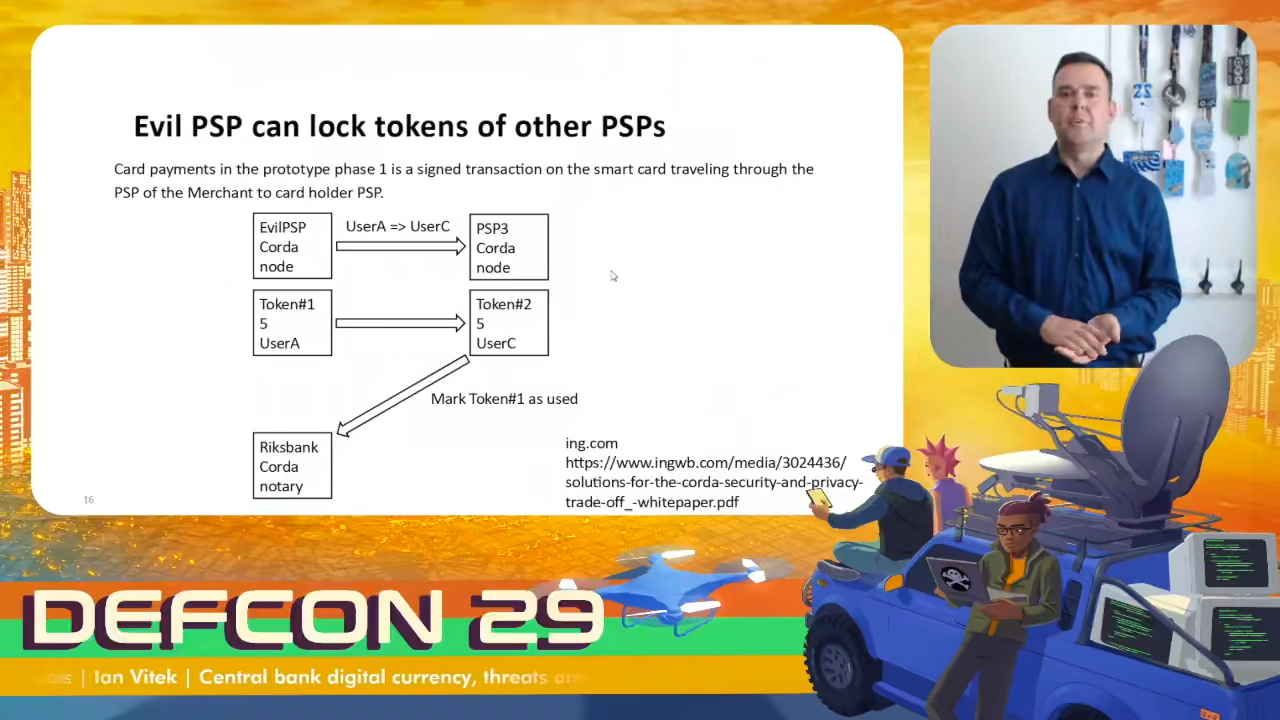 Evil PSP can lock tokens of other PSPs
Card payments in the prototype phase 1 is a signed transaction on the smart card traveling through the
PSP of the Merchant to card holder PSP.
EvilPSP
Corda
node
UserA => UserC
PSP3
Corda
node
Token#1
5
UserA
Token#2
5
UserC
Mark Token#1 as used
Riksbank
Corda
notary
ing.com
https://www.ingwb.com/media/3024436/
solutions-for-the-corda-security-and-privacy-
trade-off_-whitepaper.pdf
16
DEFCON 29
| Ian Vitek | Central bank digital currency, threats